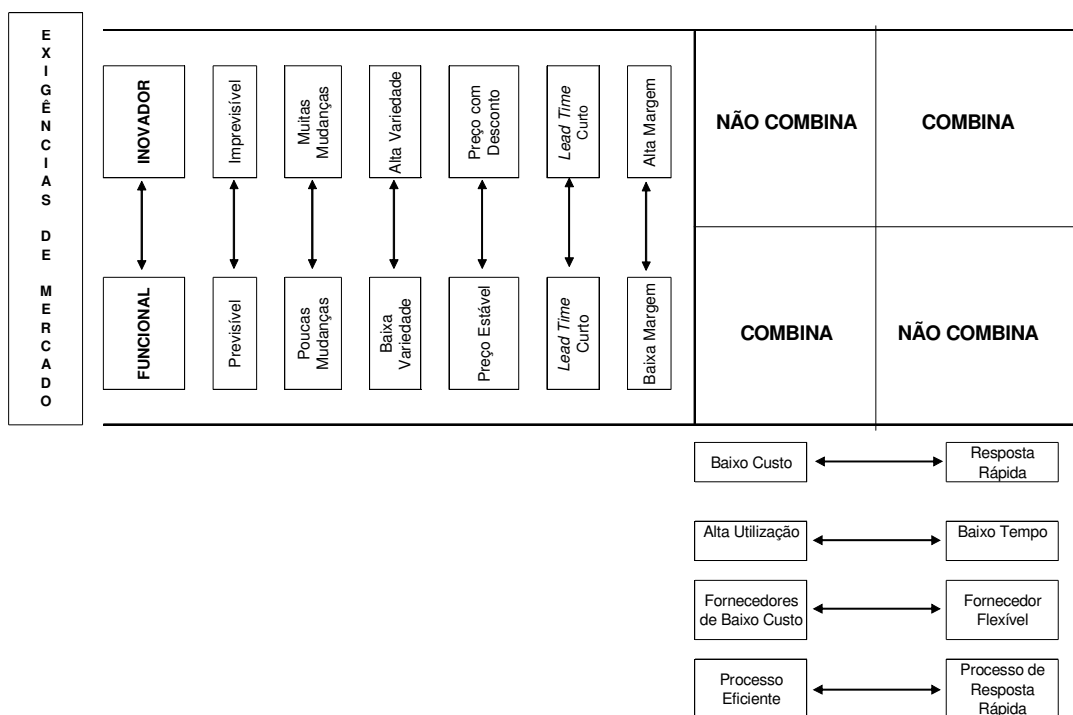 EXIGÊNCIAS DE MERCADO
INOVADOR
Imprevisível
Muitas
Mudanças
Alta Variedade
Preço com
Desconto
Lead Time
Curto
Alta Margem
NÃO COMBINA
COMBINA
FUNCIONAL
Previsível
Poucas
Mudanças
Baixa
Variedade
Preço Estável
Lead Time
Curto
Baixa Margem
COMBINA
NÃO COMBINA
Baixo Custo
Resposta
Rápida
Alta Utilização
Baixo Tempo
Fornecedores
de Baixo Custo
Fornecedor
Flexível
Processo
Eficiente
Processo de
Resposta
Rápida